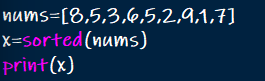 nums=[8,5,3,6,5,2,9,1,7]
x=sorted(nums)
print(x)